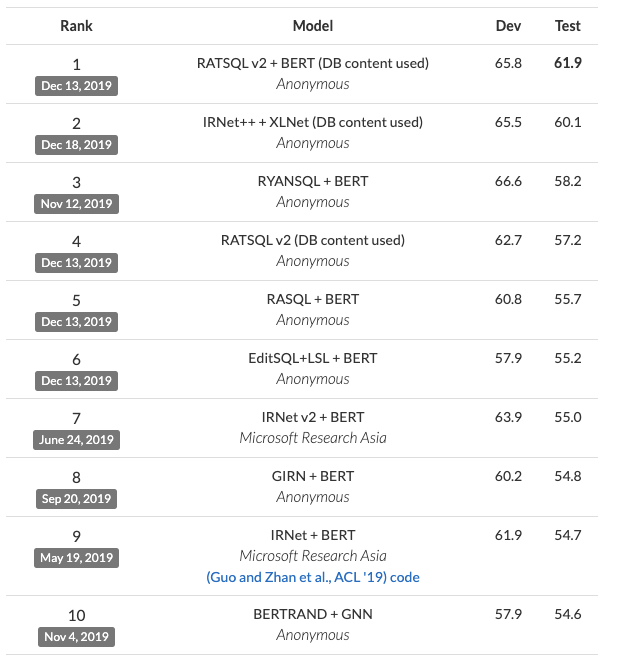 Rank Model Dev Test
1 RATSQL v2 + BERT (DB content used) 65.8 61.9
Dec 13, 2019 Anonymous
2 IRNet++ + XLNet (DB content used) 65.5 60.1
Dec 18, 2019 Anonymous
3 RYANSQL + BERT 66.6 58.2
Nov 12, 2019 Anonymous
4 RATSQL v2 (DB content used) 62.7 57.2
Dec 13, 2019 Anonymous
5 RASQL + BERT 60.8 55.7
Dec 13, 2019 Anonymous
6 EditSQL+LSL + BERT 57.9 55.2
Dec 13, 2019 Anonymous
7 IRNet v2 + BERT 63.9 55.0
June 24, 2019 Microsoft Research Asia
8 GIRN + BERT 60.2 54.8
Sep 20, 2019 Anonymous
9 IRNet + BERT 61.9 54.7
May 19, 2019 Microsoft Research Asia
(Guo and Zhan et al., ACL '19) code
10 BERTRAND + GNN 57.9 54.6
Nov 4, 2019 Anonymous